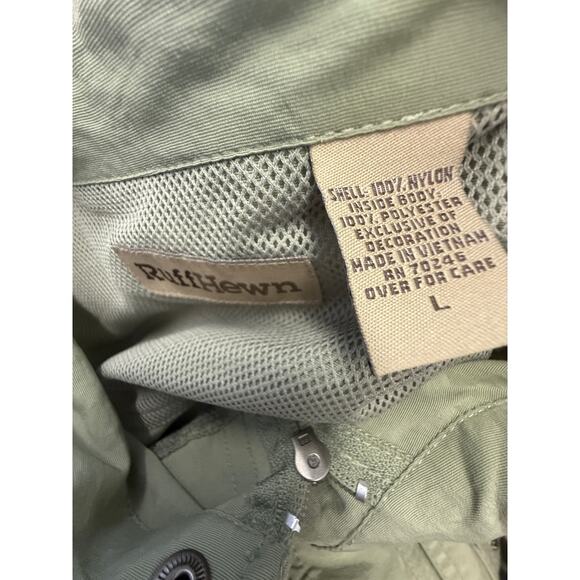 RuffHewn
SHELL: 100% NYLON
INSIDE BODY:
100% POLYESTER
EXCLUSIVE OF
DECORATION
MADE IN VIETNAM
RN 70246
OVER FOR CARE
L